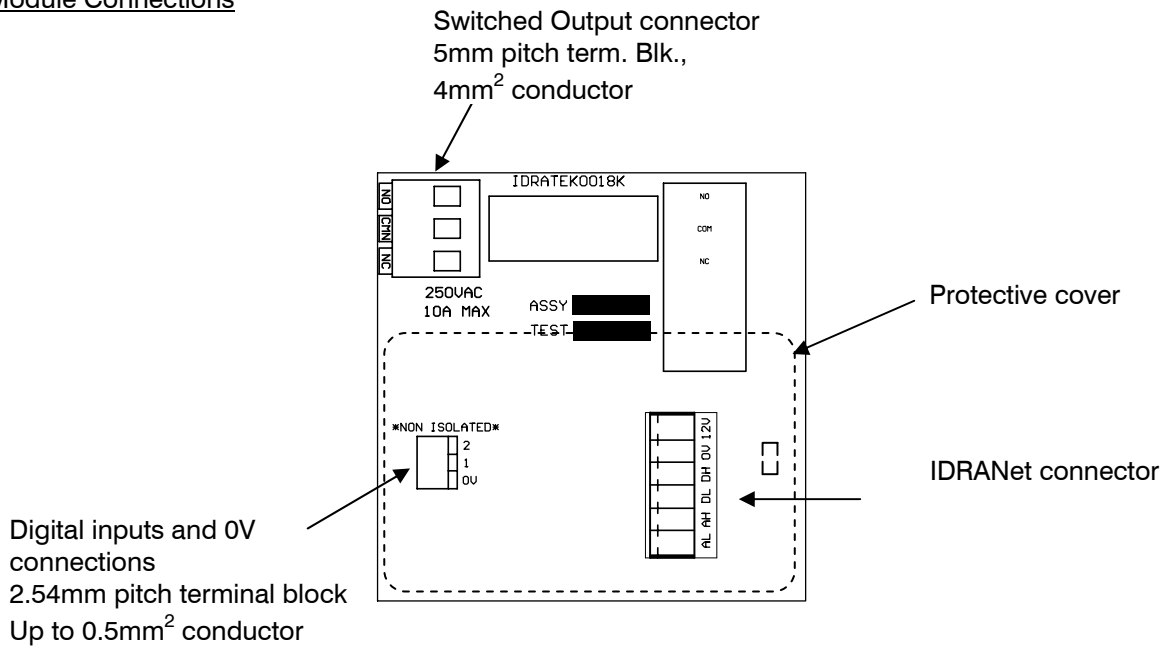 Module Connections
Switched Output connector
5mm pitch term. Blk.,
4mm² conductor
IDRATEK0018K
NO
CMN
NC
NO
COM
NC
250VAC
10A MAX
ASSY
TEST
Protective cover
*NON ISOLATED*
2
1
0V
12V
0V
DH
DL
AH
AL
IDRANet connector
Digital inputs and 0V
connections
2.54mm pitch terminal block
Up to 0.5mm² conductor